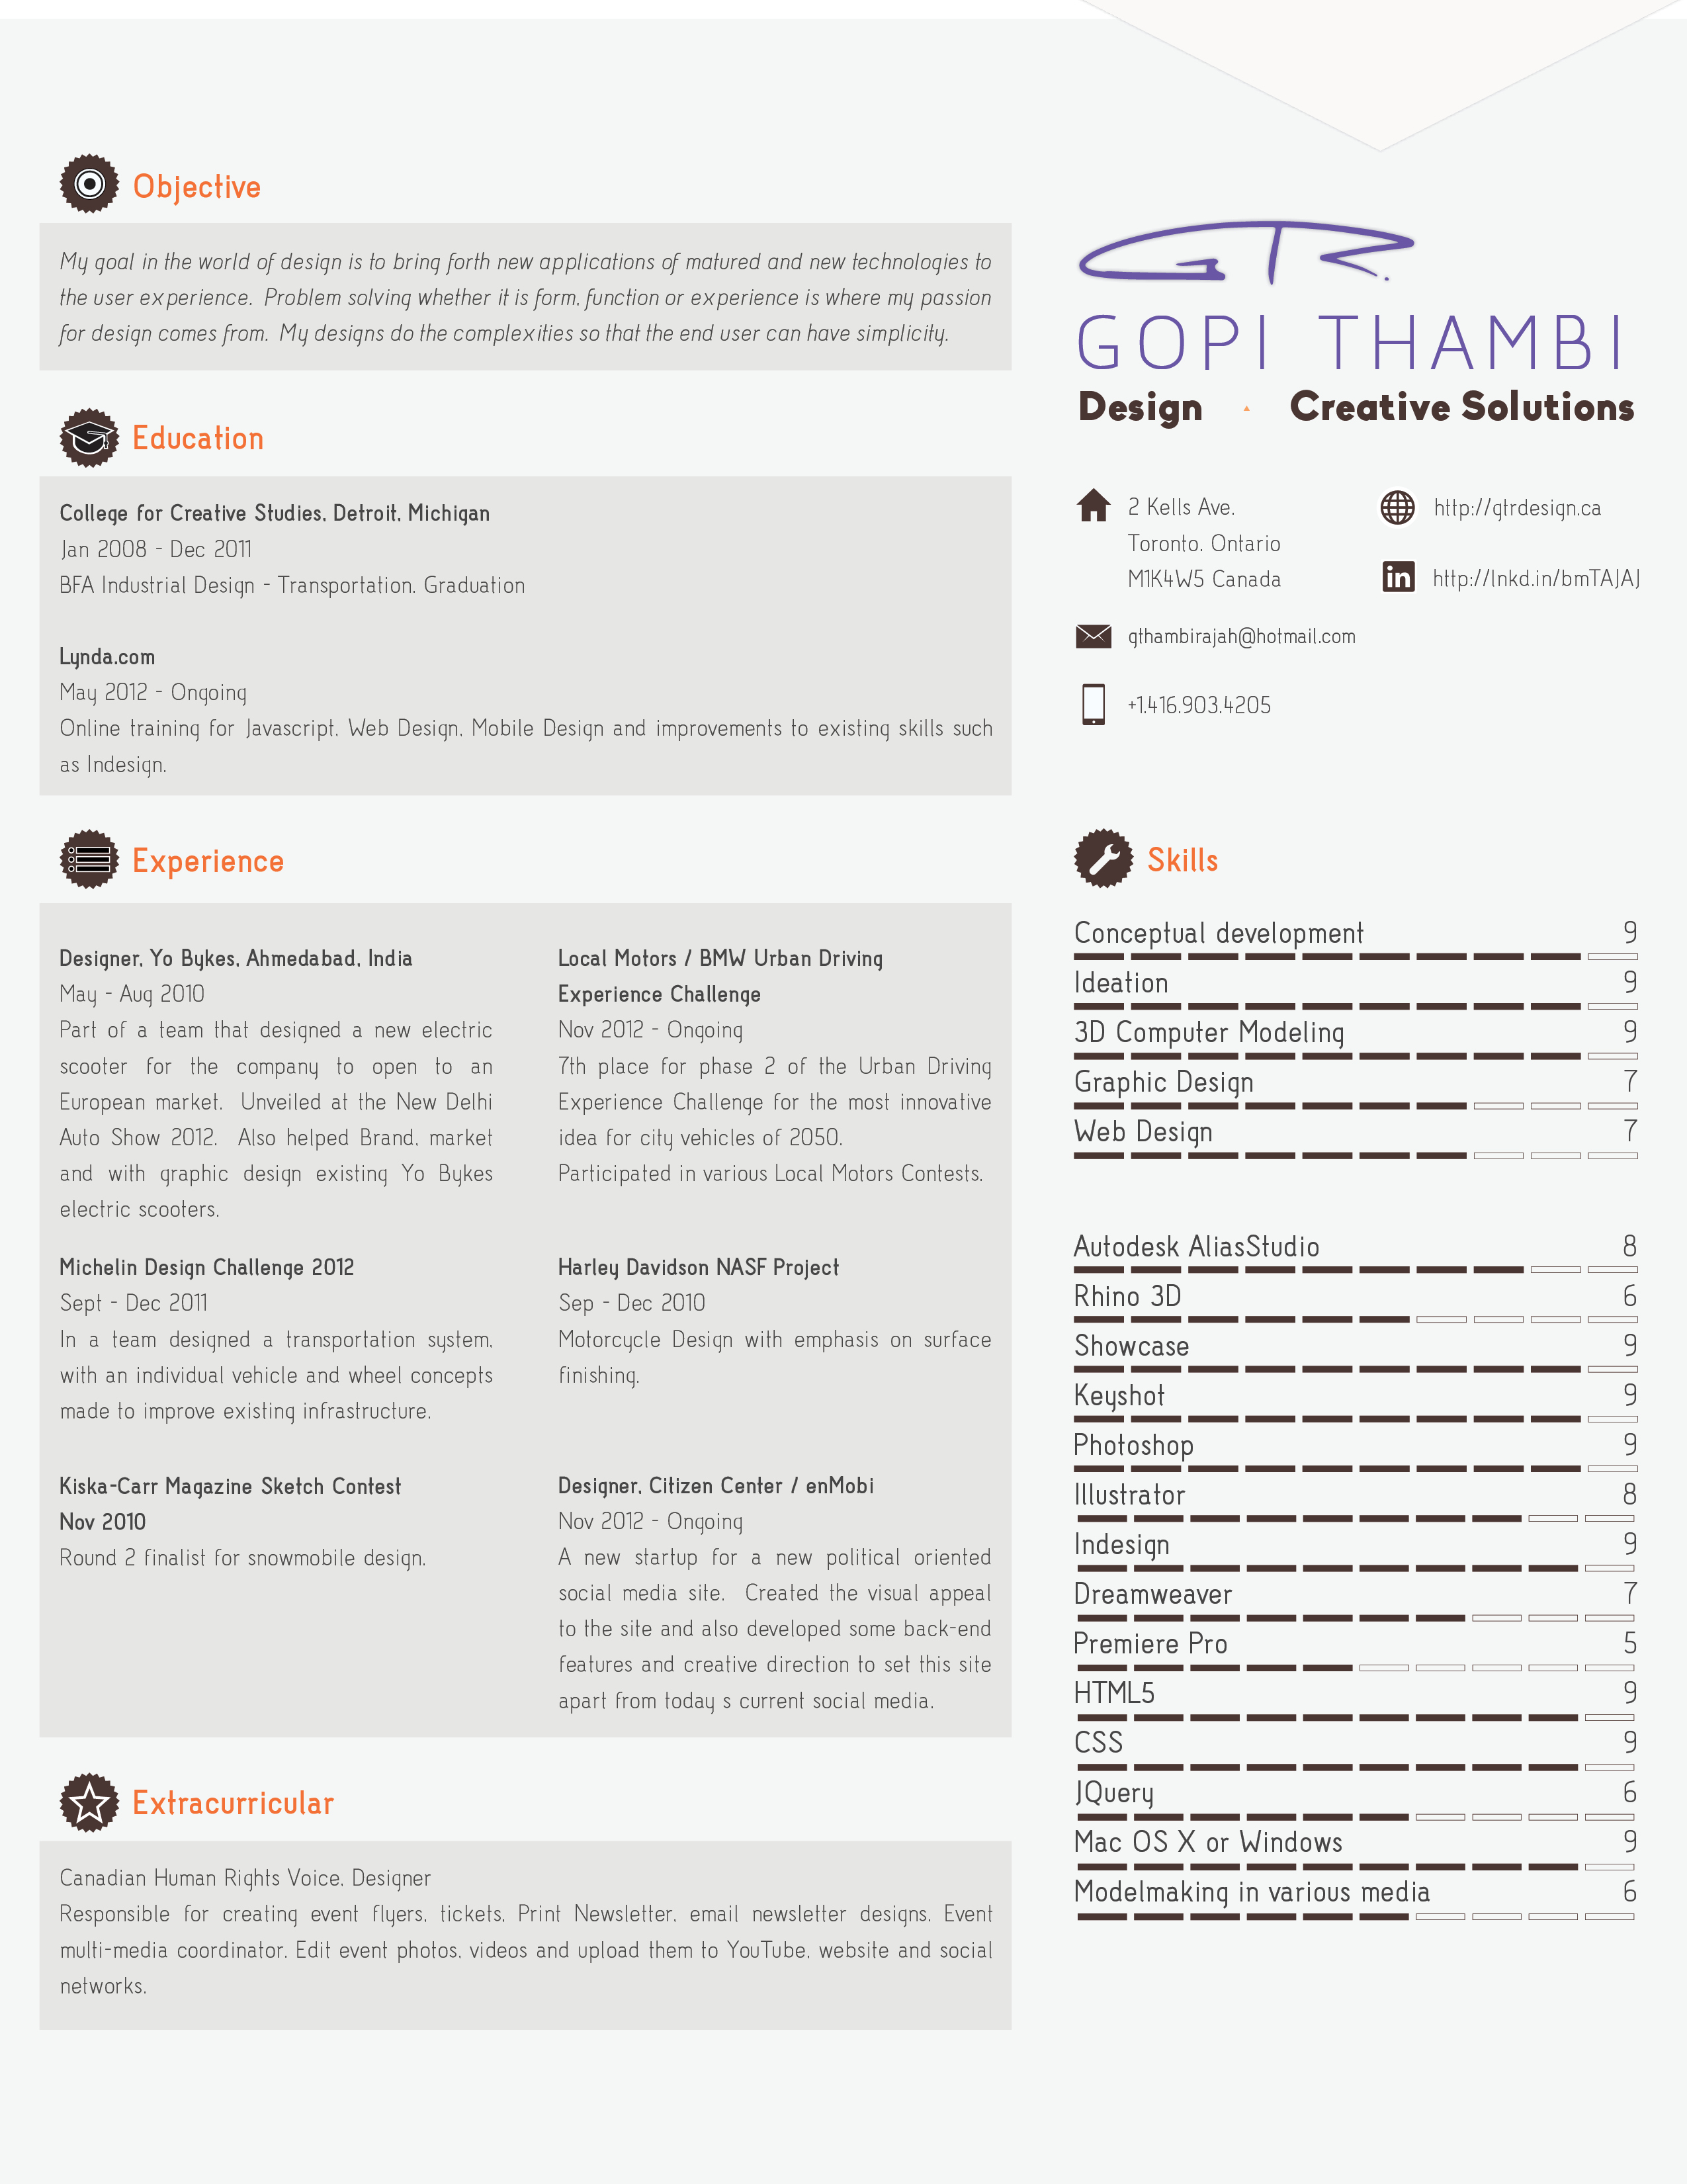 Objective
My goal in the world of design is to bring forth new applications of matured and new technologies to
the user experience. Problem solving whether it is form, function or experience is where my passion
for design comes from. My designs do the complexities so that the end user can have simplicity.
Education
College for Creative Studies, Detroit, Michigan
Jan 2008 - Dec 2011
BFA Industrial Design - Transportation. Graduation
Lynda.com
May 2012 - Ongoing
Online training for Javascript, Web Design, Mobile Design and improvements to existing skills such
as Indesign.
Experience
Designer, Yo Bykes, Ahmedabad, India
May - Aug 2010
Part of a team that designed a new electric
scooter for the company to open to an
European market. Unveiled at the New Delhi
Auto Show 2012. Also helped Brand, market
and with graphic design existing Yo Bykes
electric scooters.
Michelin Design Challenge 2012
Sept - Dec 2011
In a team designed a transportation system,
with an individual vehicle and wheel concepts
made to improve existing infrastructure.
Kiska-Carr Magazine Sketch Contest
Nov 2010
Round 2 finalist for snowmobile design.
Local Motors / BMW Urban Driving
Experience Challenge
Nov 2012 - Ongoing
7th place for phase 2 of the Urban Driving
Experience Challenge for the most innovative
idea for city vehicles of 2050.
Participated in various Local Motors Contests.
Harley Davidson NASF Project
Sep - Dec 2010
Motorcycle Design with emphasis on surface
finishing.
Designer, Citizen Center / enMobi
Nov 2012 - Ongoing
A new startup for a new political oriented
social media site. Created the visual appeal
to the site and also developed some back-end
features and creative direction to set this site
apart from today s current social media.
Extracurricular
Canadian Human Rights Voice, Designer
Responsible for creating event flyers, tickets, Print Newsletter, email newsletter designs. Event
multi-media coordinator. Edit event photos, videos and upload them to YouTube, website and social
networks.
GTR
GOPI THAMBI
Design Creative Solutions
2 Kells Ave.
Toronto, Ontario
M1K4W5 Canada
http://gtrdesign.ca
http://lnkd.in/bmTAJAJ
gthambirajah@hotmail.com
+1.416.903.4205
Skills
Conceptual development 9
Ideation 9
3D Computer Modeling 9
Graphic Design 7
Web Design 7
Autodesk AliasStudio 8
Rhino 3D 6
Showcase 9
Keyshot 9
Photoshop 9
Illustrator 8
Indesign 9
Dreamweaver 7
Premiere Pro 5
HTML5 9
CSS 9
JQuery 6
Mac OS X or Windows 9
Modelmaking in various media 6